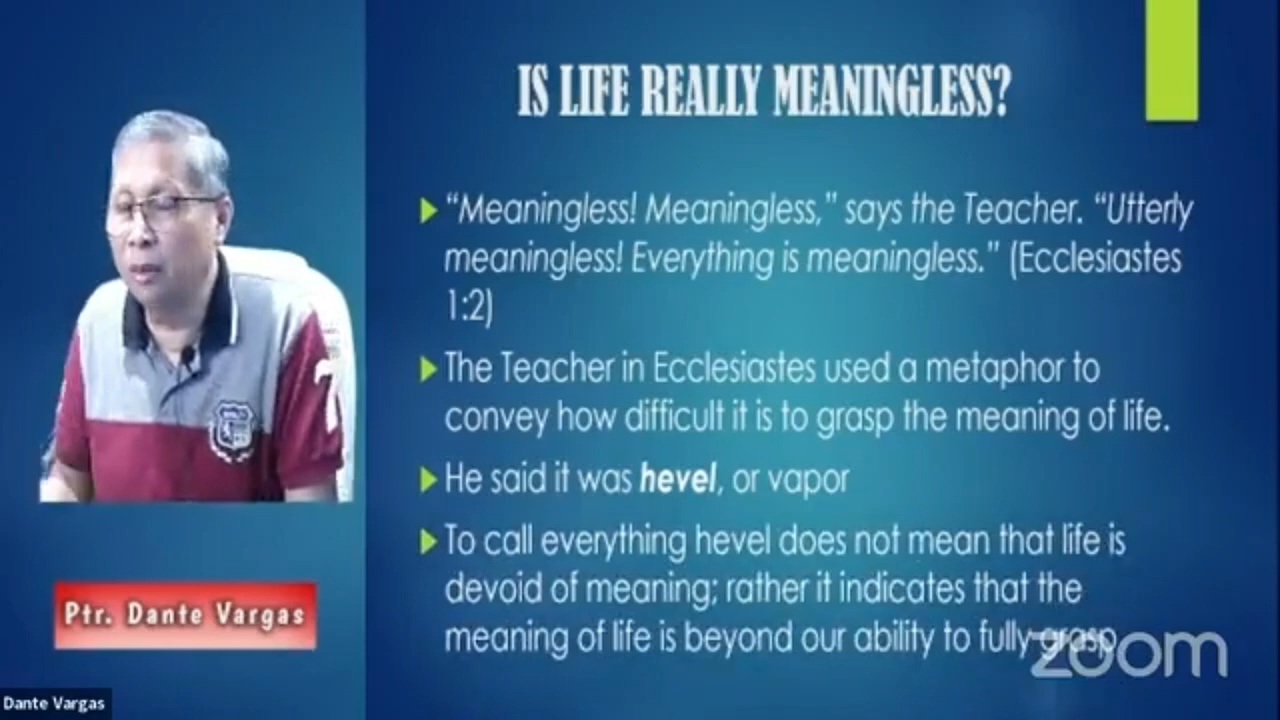 IS LIFE REALLY MEANINGLESS?
“Meaningless! Meaningless,” says the Teacher. “Utterly
meaningless! Everything is meaningless.” (Ecclesiastes
1:2)
The Teacher in Ecclesiastes used a metaphor to
convey how difficult it is to grasp the meaning of life.
He said it was hevel, or vapor
To call everything hevel does not mean that life is
devoid of meaning; rather it indicates that the
meaning of life is beyond our ability to fully grasp
zoom
Ptr. Dante Vargas
Dante Vargas